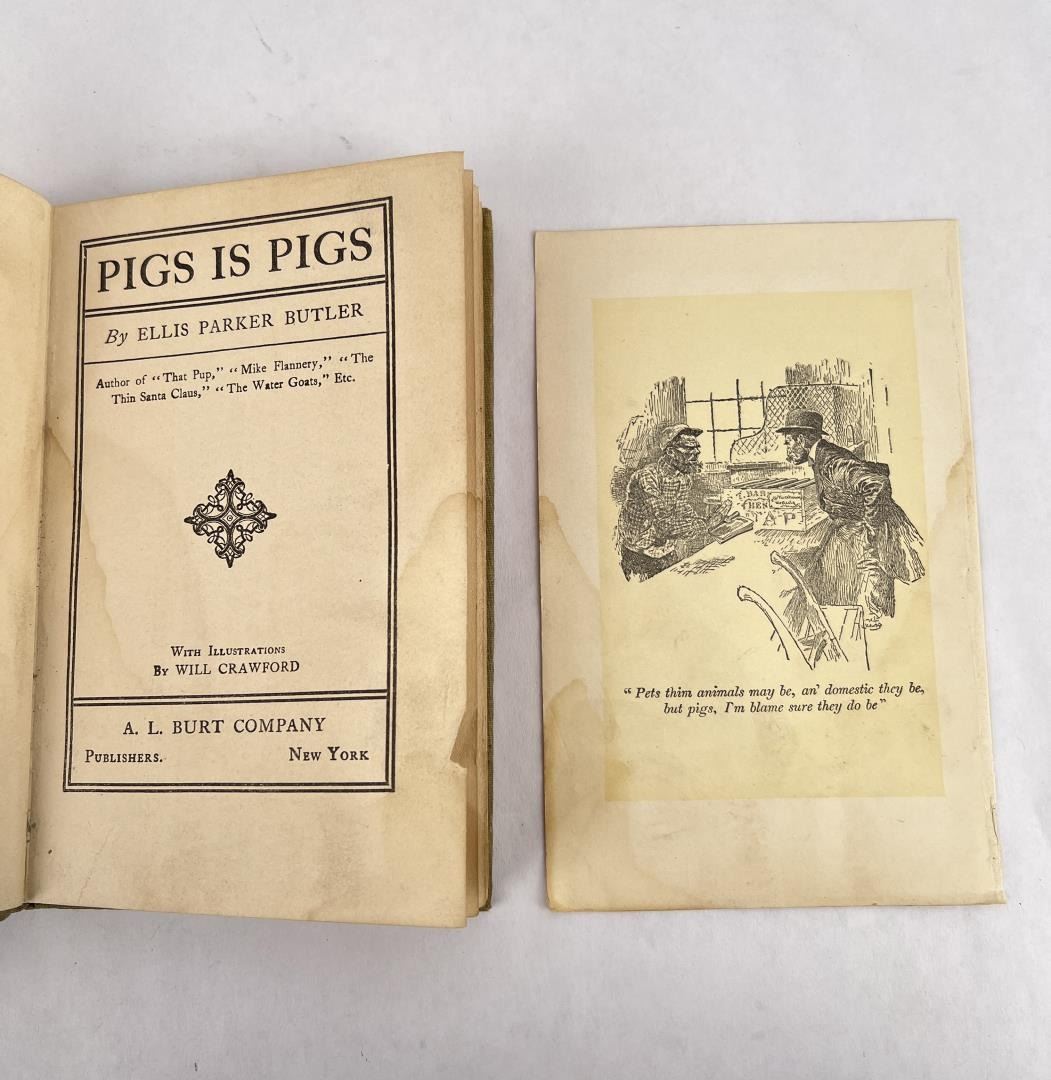 PIGS IS PIGS
By ELLIS PARKER BUTLER
Author of “That Pup,” “Mike Flannery,” “The
Thin Santa Claus,” “The Water Goats,” Etc.
With Illustrations
By WILL CRAWFORD
A. L. BURT COMPANY
Publishers. New York
A.P.
“Pets thim animals may be, an’ domestic they be,
but pigs, I’m blame sure they do be”